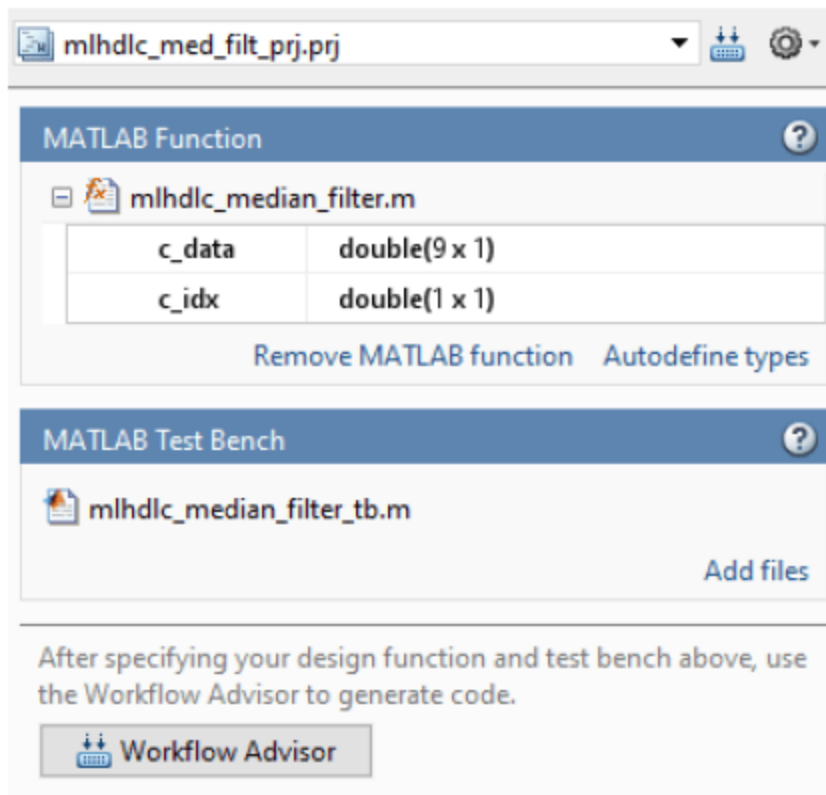 mlhdlc_med_filt_prj.prj
MATLAB Function
mlhdlc_median_filter.m
c_data double(9 x 1)
c_idx double(1 x 1)
Remove MATLAB function Autodefine types
MATLAB Test Bench
mlhdlc_median_filter_tb.m
Add files
After specifying your design function and test bench above, use
the Workflow Advisor to generate code.
Workflow Advisor